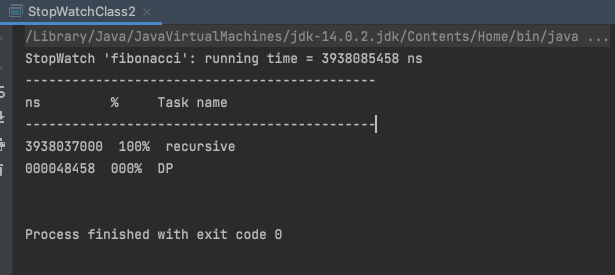 StopWatchClass2 ×
/Library/Java/JavaVirtualMachines/jdk-14.0.2.jdk/Contents/Home/bin/java ...
StopWatch 'fibonacci': running time = 3938085458 ns
---------------------------------------------
ns         %     Task name
---------------------------------------------
3938037000  100%  recursive
000048458  000%  DP
Process finished with exit code 0